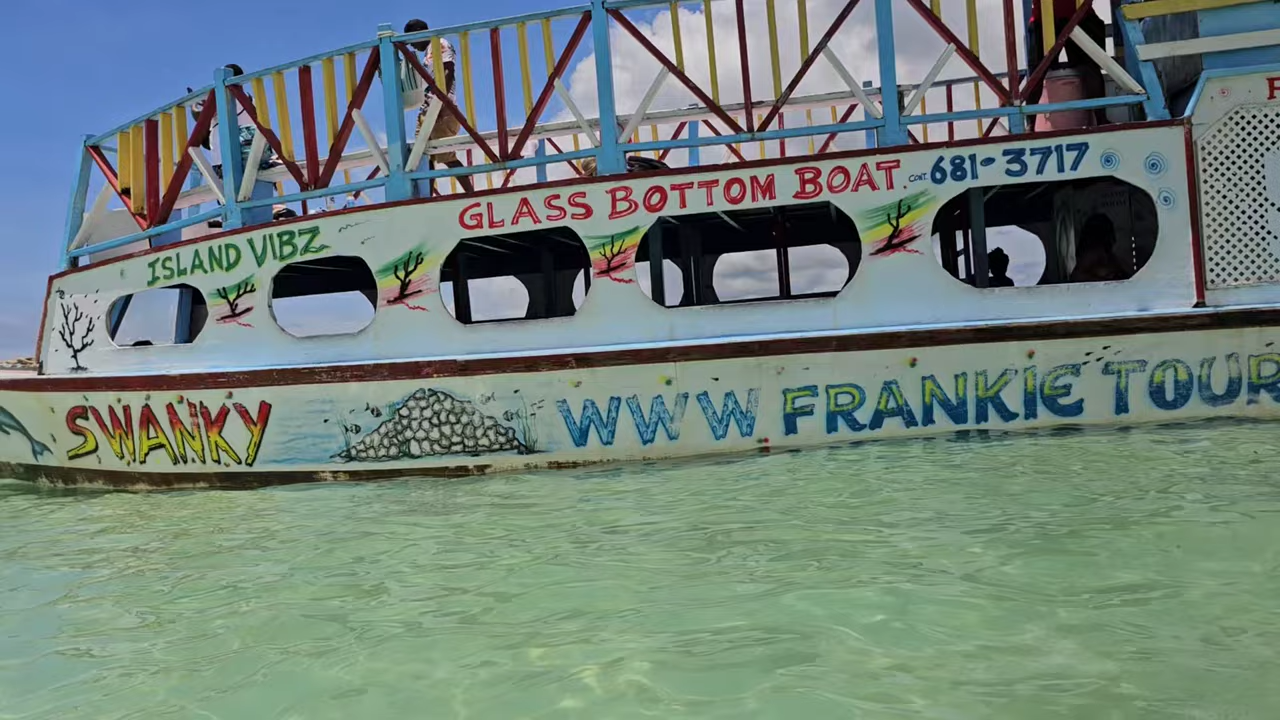 ISLAND VIBZ
GLASS BOTTOM BOAT. CONT. 681-3717
SWANKY
WWW FRANKIE TOUR